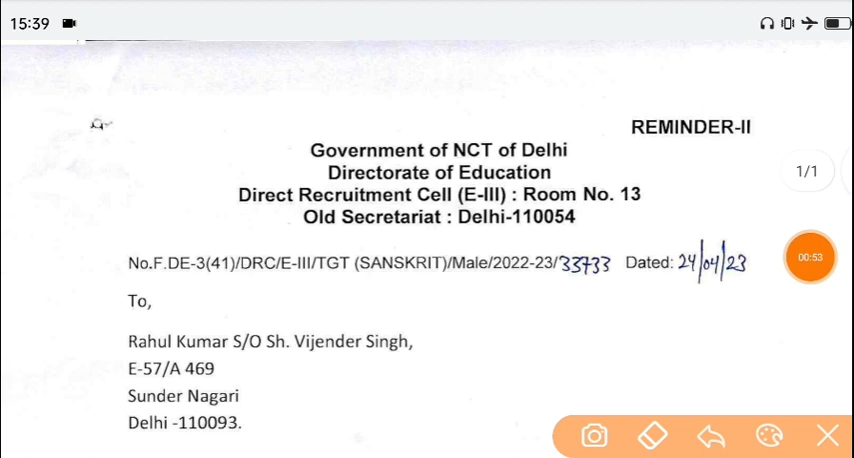 15:39
REMINDER-II
Government of NCT of Delhi
Directorate of Education
Direct Recruitment Cell (E-III) : Room No. 13
Old Secretariat : Delhi-110054
1/1
No.F.DE-3(41)/DRC/E-III/TGT (SANSKRIT)/Male/2022-23/33733 Dated: 24/04/23
00:53
To,
Rahul Kumar S/O Sh. Vijender Singh,
E-57/A 469
Sunder Nagari
Delhi -110093.